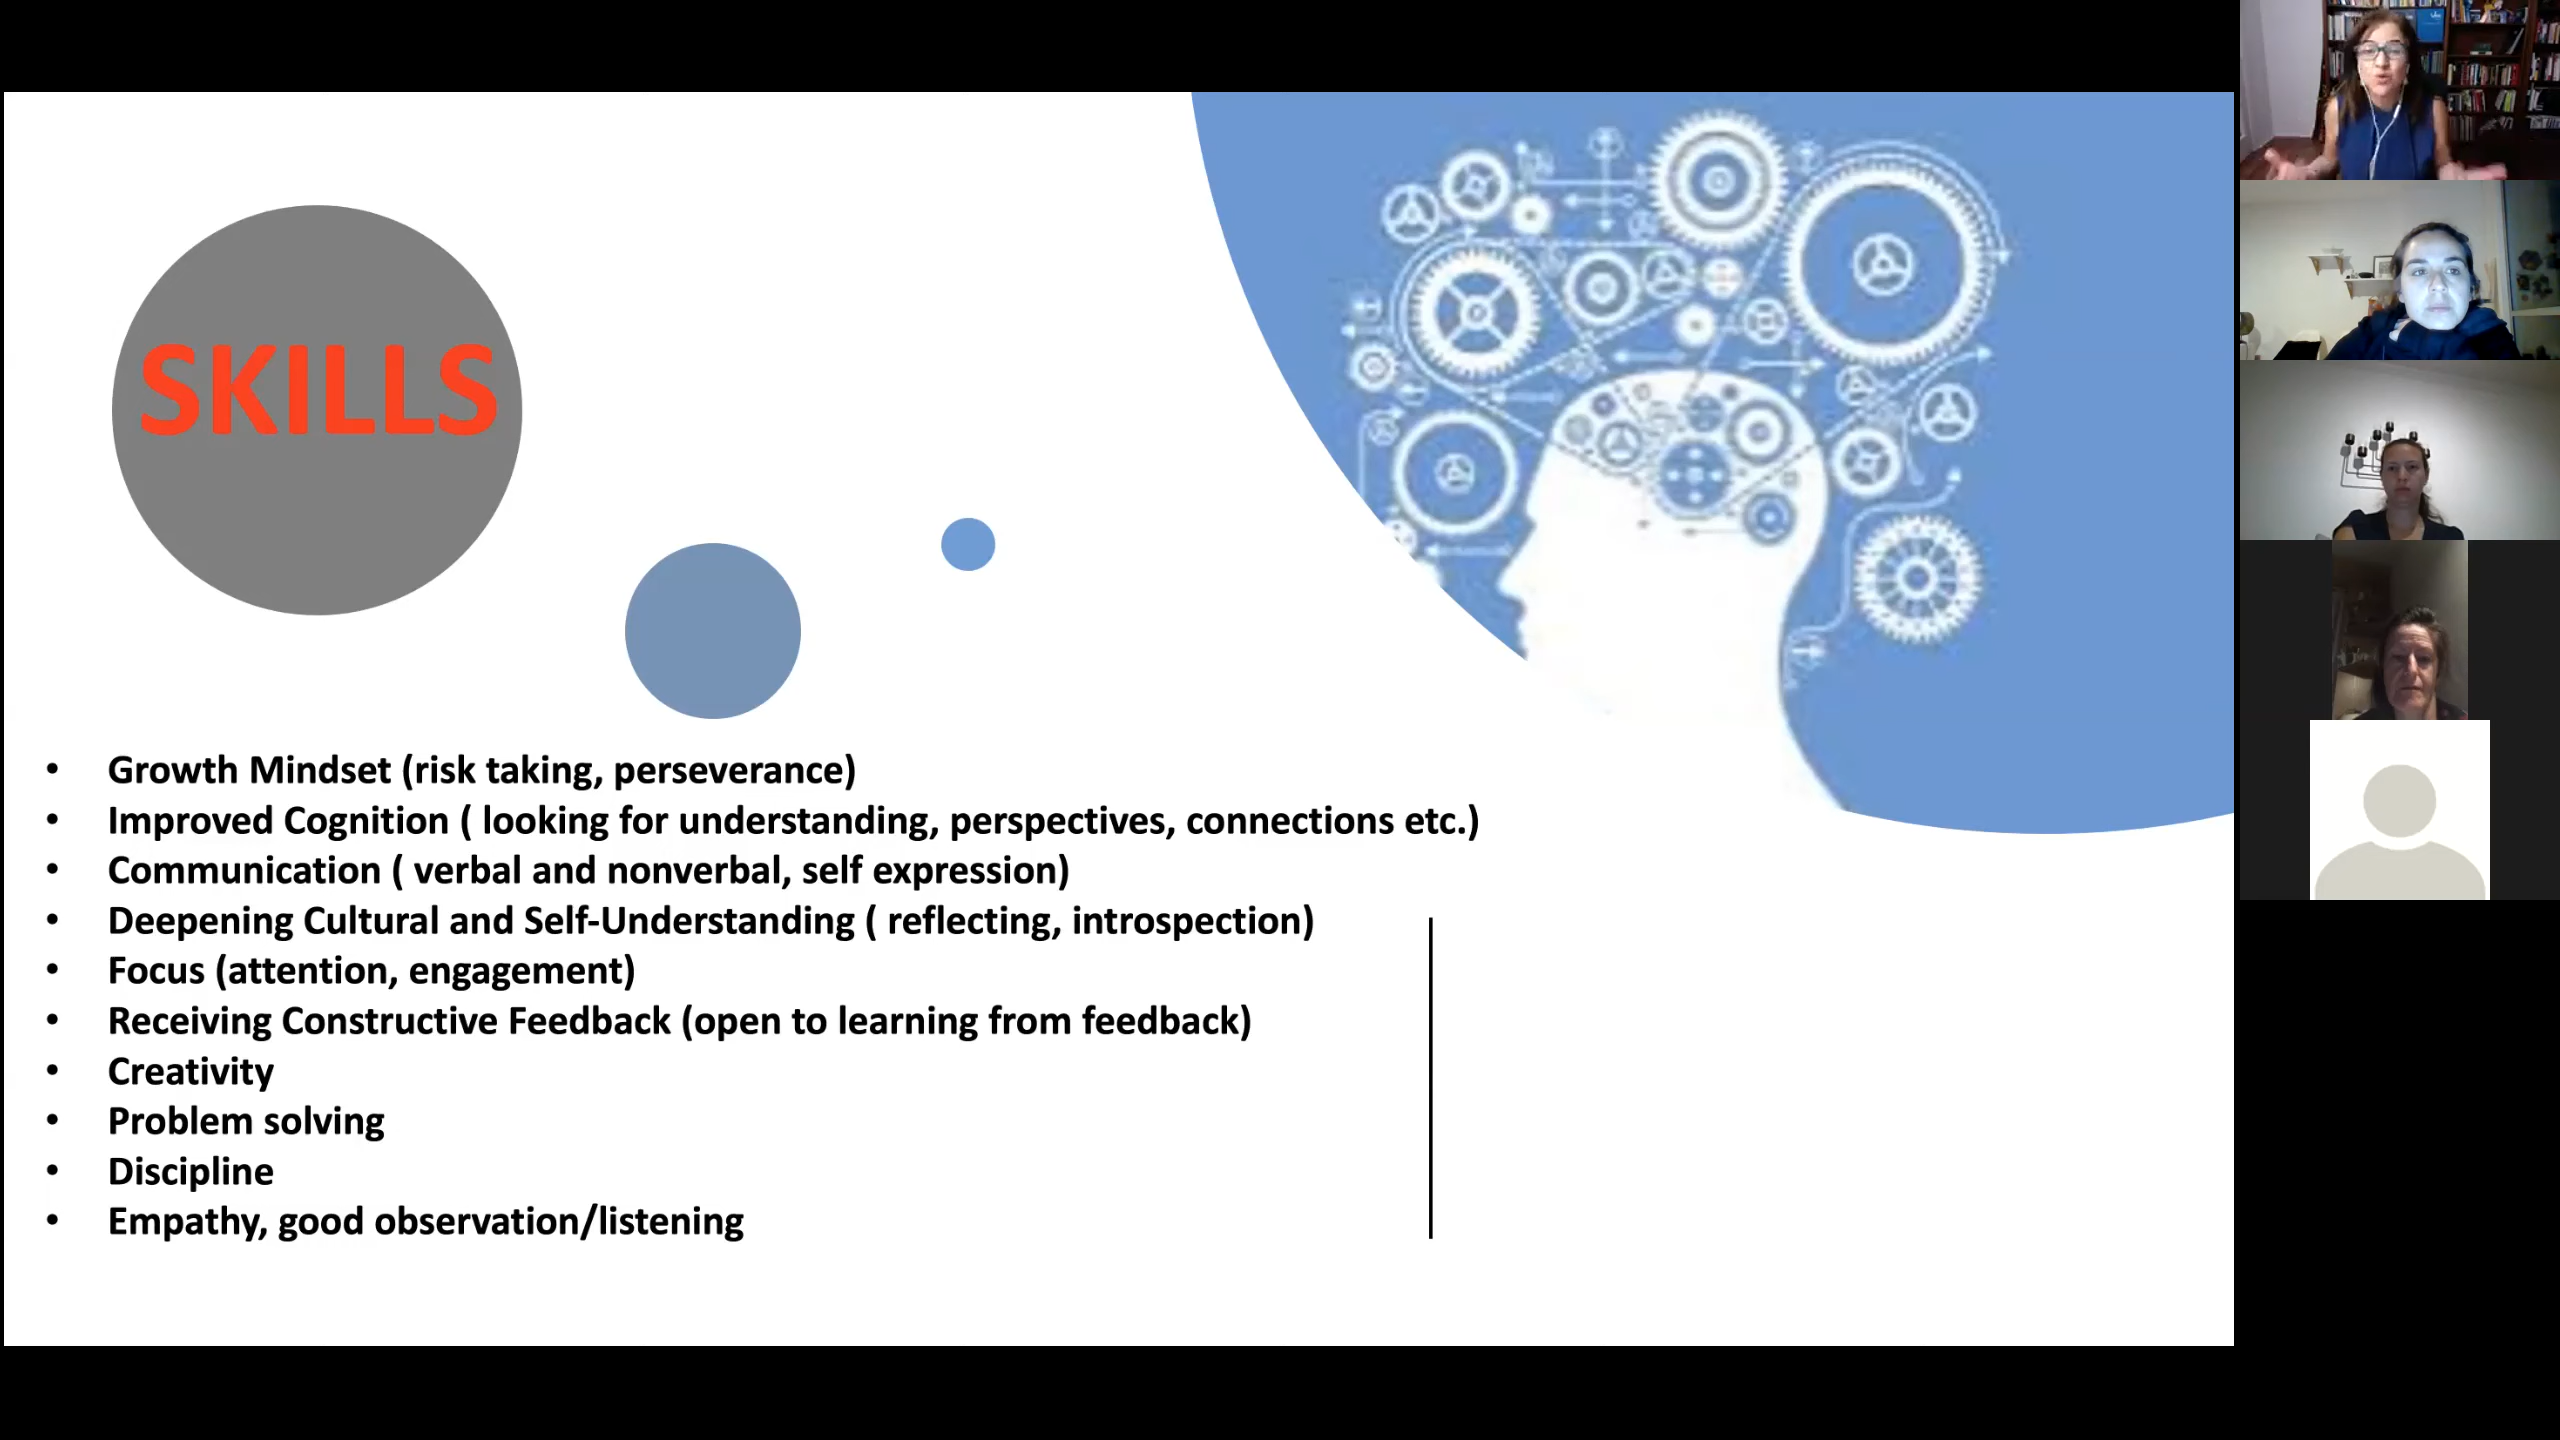 SKILLS
• Growth Mindset (risk taking, perseverance)
• Improved Cognition ( looking for understanding, perspectives, connections etc.)
• Communication ( verbal and nonverbal, self expression)
• Deepening Cultural and Self-Understanding ( reflecting, introspection)
• Focus (attention, engagement)
• Receiving Constructive Feedback (open to learning from feedback)
• Creativity
• Problem solving
• Discipline
• Empathy, good observation/listening